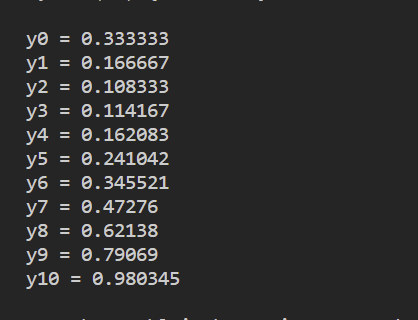 y0 = 0.333333
y1 = 0.166667
y2 = 0.108333
y3 = 0.114167
y4 = 0.162083
y5 = 0.241042
y6 = 0.345521
y7 = 0.47276
y8 = 0.62138
y9 = 0.79069
y10 = 0.980345